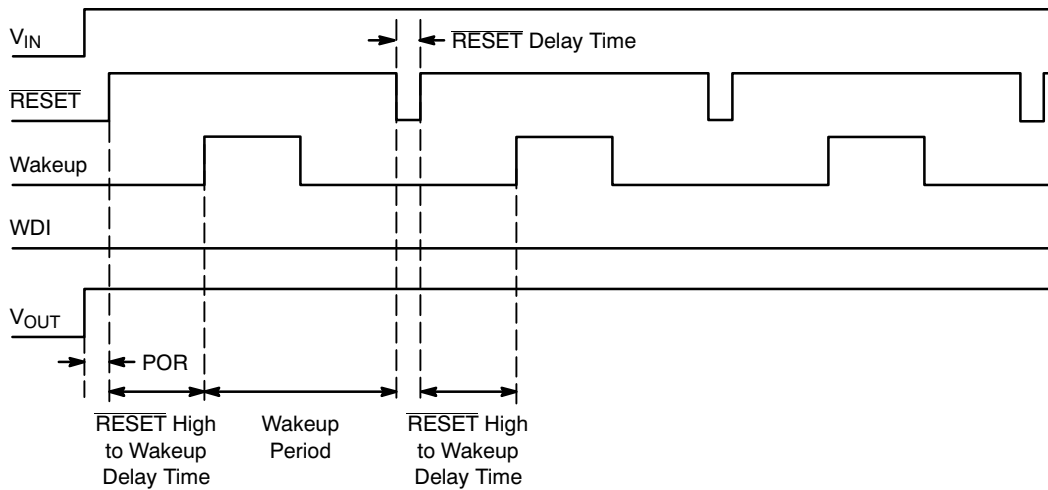 VIN
RESET Delay Time
RESET
Wakeup
WDI
VOUT
POR
RESET High
to Wakeup
Delay Time
Wakeup
Period
RESET High
to Wakeup
Delay Time